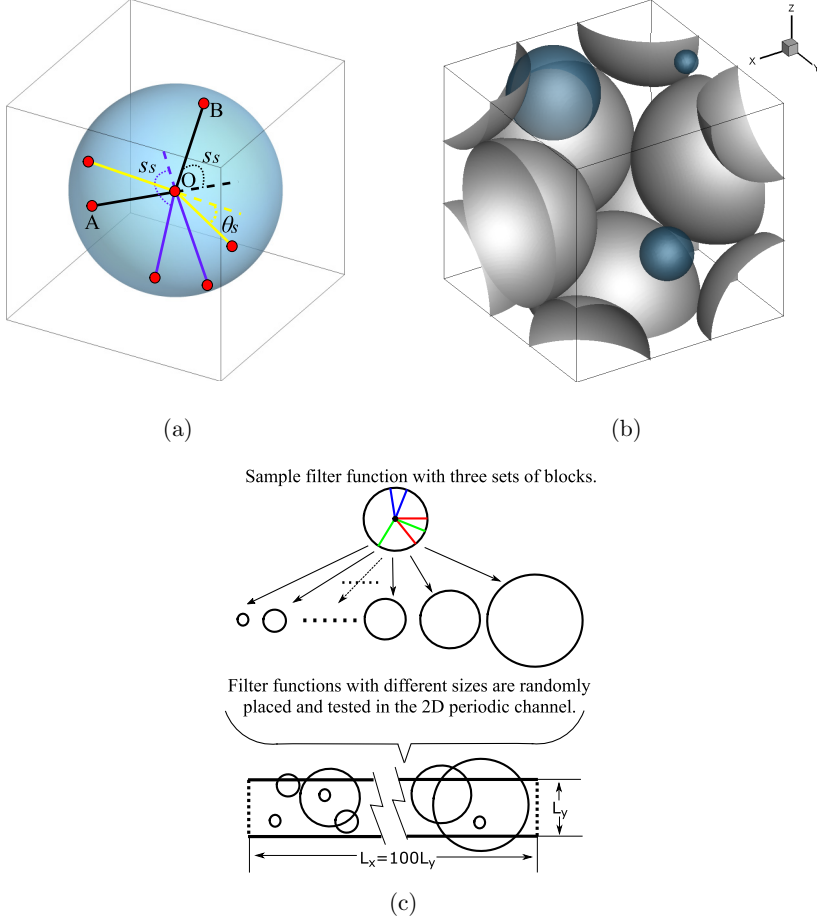 B
ss
ss
O
A
θs
(a)
Z
X
Y
(b)
Sample filter function with three sets of blocks.
Filter functions with different sizes are randomly
placed and tested in the 2D periodic channel.
Ly
Lx=100Ly
(c)